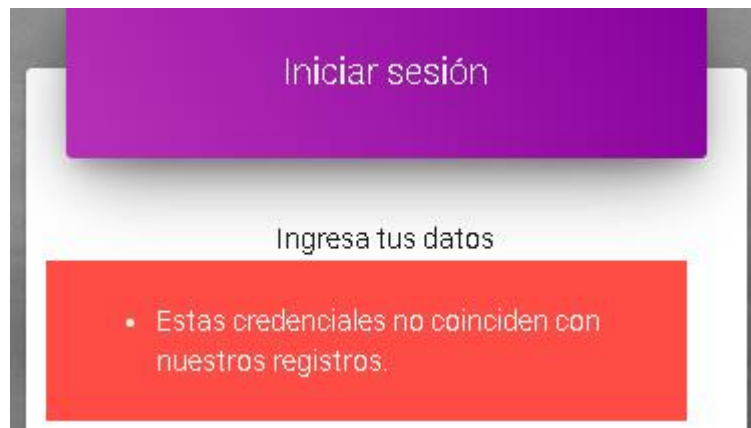 Iniciar sesión
Ingresa tus datos
• Estas credenciales no coinciden con
nuestros registros.